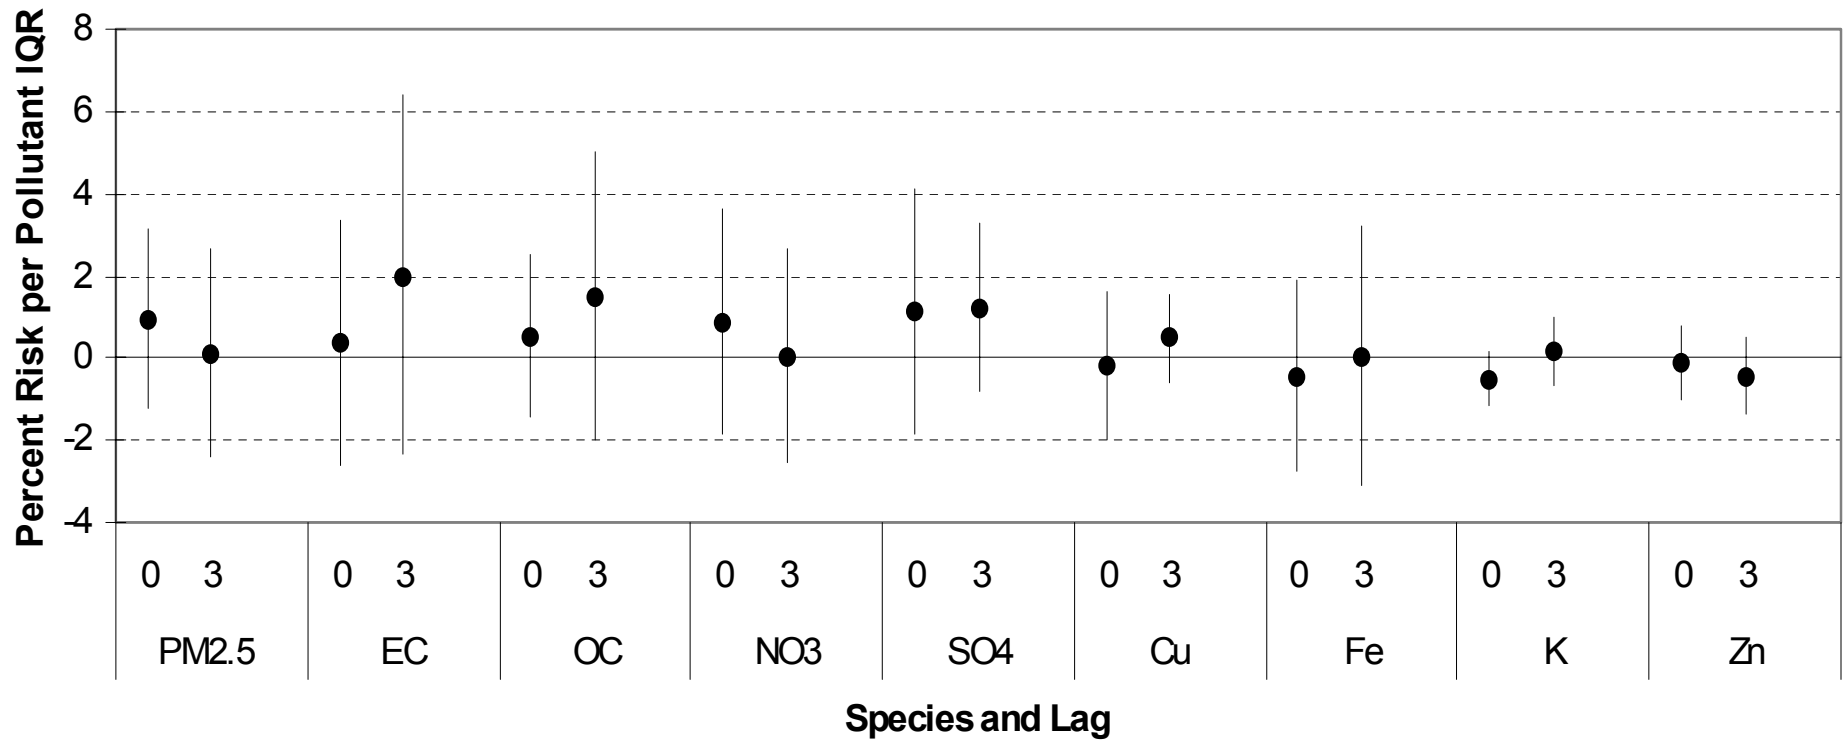 Percent Risk per Pollutant IQR
8
6
4
2
0
-2
-4
0 3 0 3 0 3 0 3 0 3 0 3 0 3 0 3 0 3
PM2.5 EC OC NO3 SO4 Cu Fe K Zn
Species and Lag